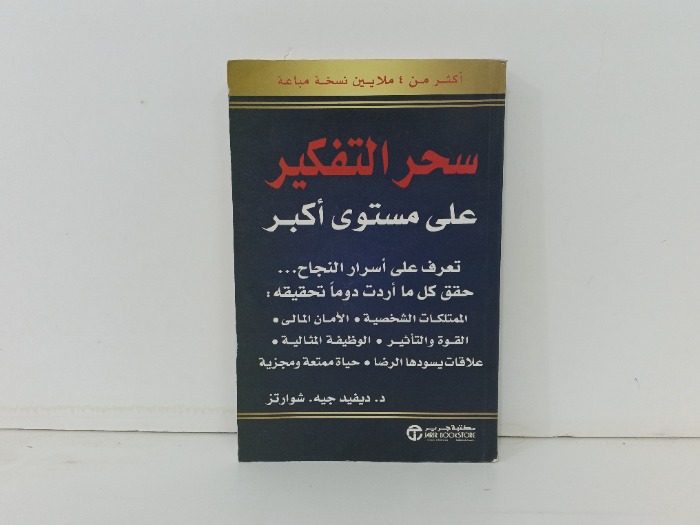 أكثر من ٤ ملايين نسخة مباعة
سحر التفكير
على مستوى أكبر
تعرف على أسرار النجاح...
حقق كل ما أردت دوماً تحقيقه:
الممتلكات الشخصية • الأمان المالى •
القوة والتأثير • الوظيفة المثالية •
علاقات يسودها الرضا • حياة ممتعة ومجزية
د. ديفيد جيه. شوارتز
مكتبة جرير
JARIR BOOKSTORE